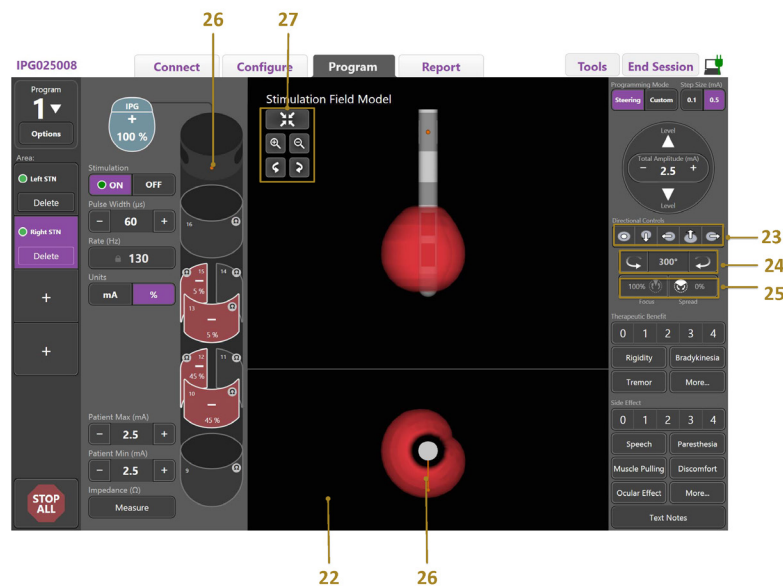 26
27
IPG025008
Connect
Configure
Program
Report
Tools
End Session
Program
1
Options
Area:
Left STN
Delete
Right STN
Delete
+
+
STOP
ALL
IPG
+
100 %
Stimulation
ON
OFF
Pulse Width (µs)
−
60
+
Rate (Hz)
130
Units
mA
%
Patient Max (mA)
−
2.5
+
Patient Min (mA)
−
2.5
+
Impedance (Ω)
Measure
16
Ω
15
Ω
14
Ω
−
5 %
13
Ω
−
5 %
12
Ω
11
Ω
−
45 %
10
Ω
−
45 %
9
Ω
Stimulation Field Model
Programming Mode
Step Size (mA)
Steering
Custom
0.1
0.5
Level
Total Amplitude (mA)
−
2.5
+
Level
Directional Controls
23
300°
24
100%
0%
25
Focus
Spread
Therapeutic Benefit
0 1 2 3 4
Rigidity
Bradykinesia
Tremor
More...
Side Effect
0 1 2 3 4
Speech
Paresthesia
Muscle Pulling
Discomfort
Ocular Effect
More...
Text Notes
22
26